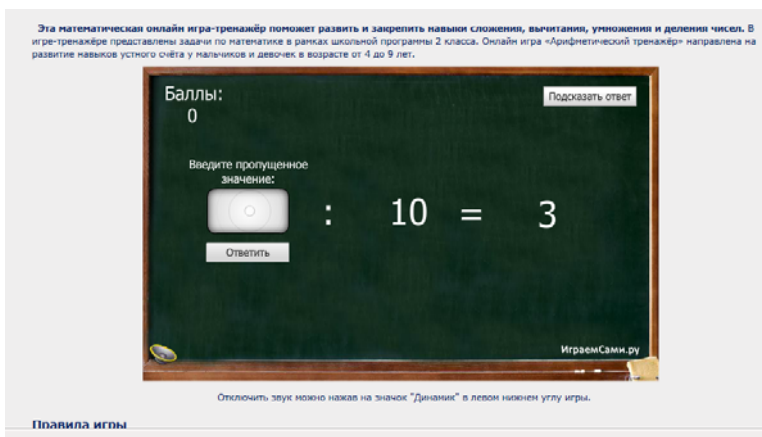 Эта математическая онлайн игра-тренажёр поможет развить и закрепить навыки сложения, вычитания, умножения и деления чисел. В
игре-тренажёре представлены задачи по математике в рамках школьной программы 2 класса. Онлайн игра «Арифметический тренажёр» направлена на
развитие навыков устного счёта у мальчиков и девочек в возрасте от 4 до 9 лет.
Баллы:
0
Подсказать ответ
Введите пропущенное
значение:
: 10 = 3
Ответить
ИграемСами.ру
Отключить звук можно нажав на значок "Динамик" в левом нижнем углу игры.
Правила игры